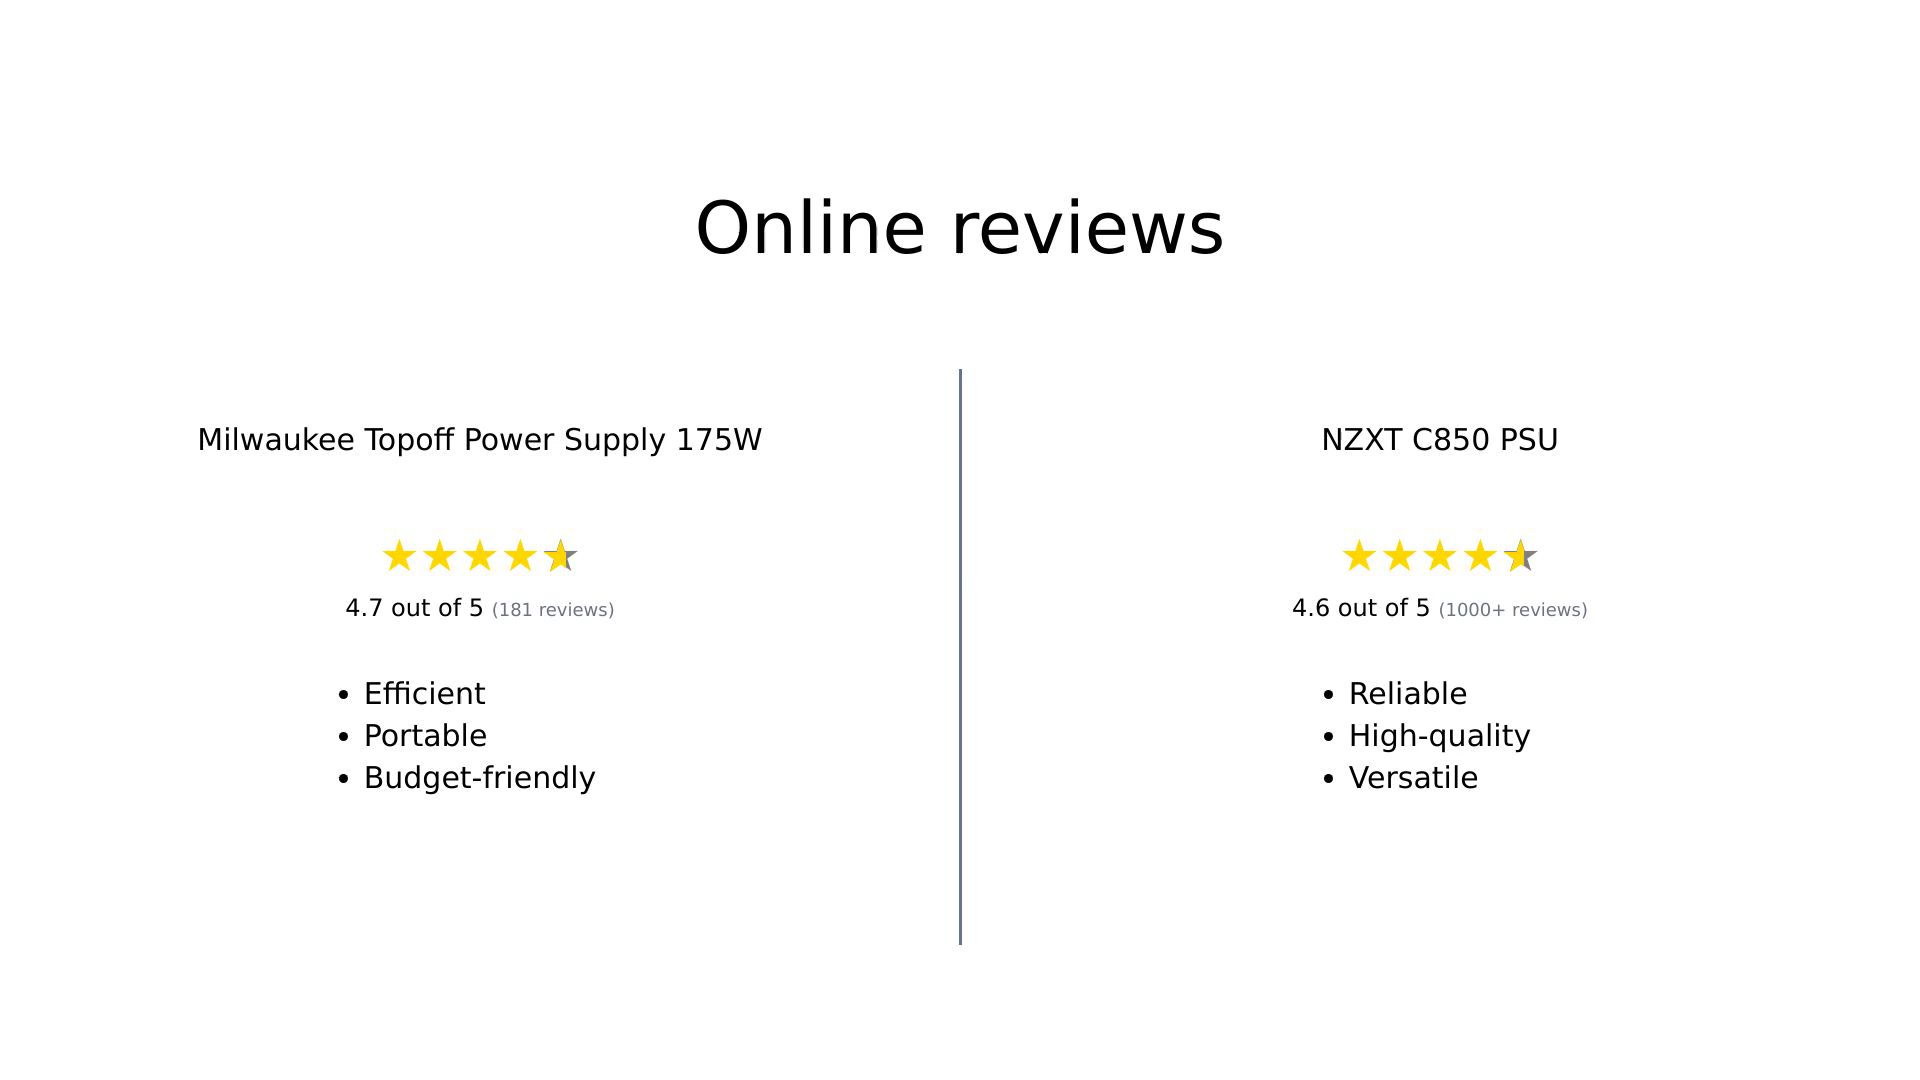 Online reviews
Milwaukee Topoff Power Supply 175W
4.7 out of 5 (181 reviews)
• Efficient
• Portable
• Budget-friendly
NZXT C850 PSU
4.6 out of 5 (1000+ reviews)
• Reliable
• High-quality
• Versatile